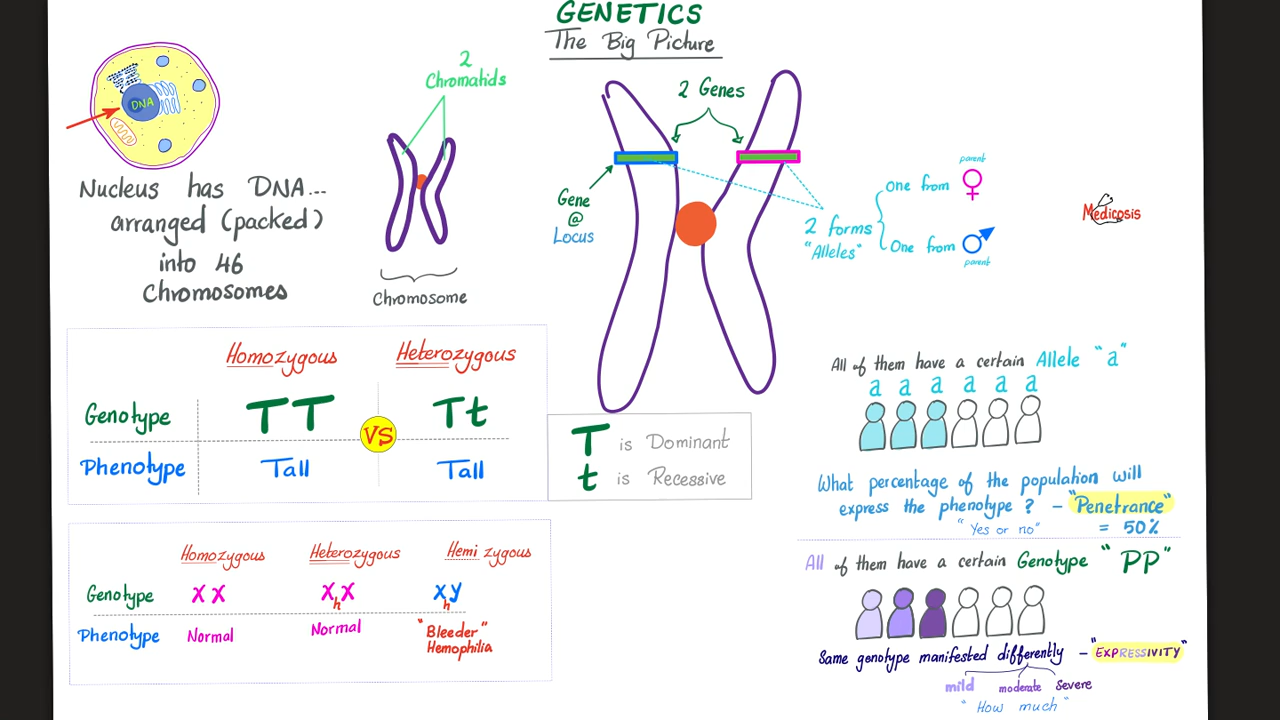 GENETICS
The Big Picture
DNA
Nucleus has DNA...
arranged (packed)
into 46
Chromosomes
2
Chromatids
Chromosome
2 Genes
Gene
@
Locus
2 forms
"Alleles"
One from
parent
One from
parent
Medicosis
Homozygous
Heterozygous
Genotype
TT
VS
Tt
Phenotype
Tall
Tall
T is Dominant
t is Recessive
Homozygous
Heterozygous
Hemizygous
Genotype
XX
XhX
XhY
Phenotype
Normal
Normal
"Bleeder"
Hemophilia
All of them have a certain Allele "a"
a a a a a a
What percentage of the population will
express the phenotype ? - "Penetrance"
"Yes or no"
= 50%
All of them have a certain Genotype "PP"
Same genotype manifested differently - "EXPRESSIVITY"
mild moderate Severe
"How much"